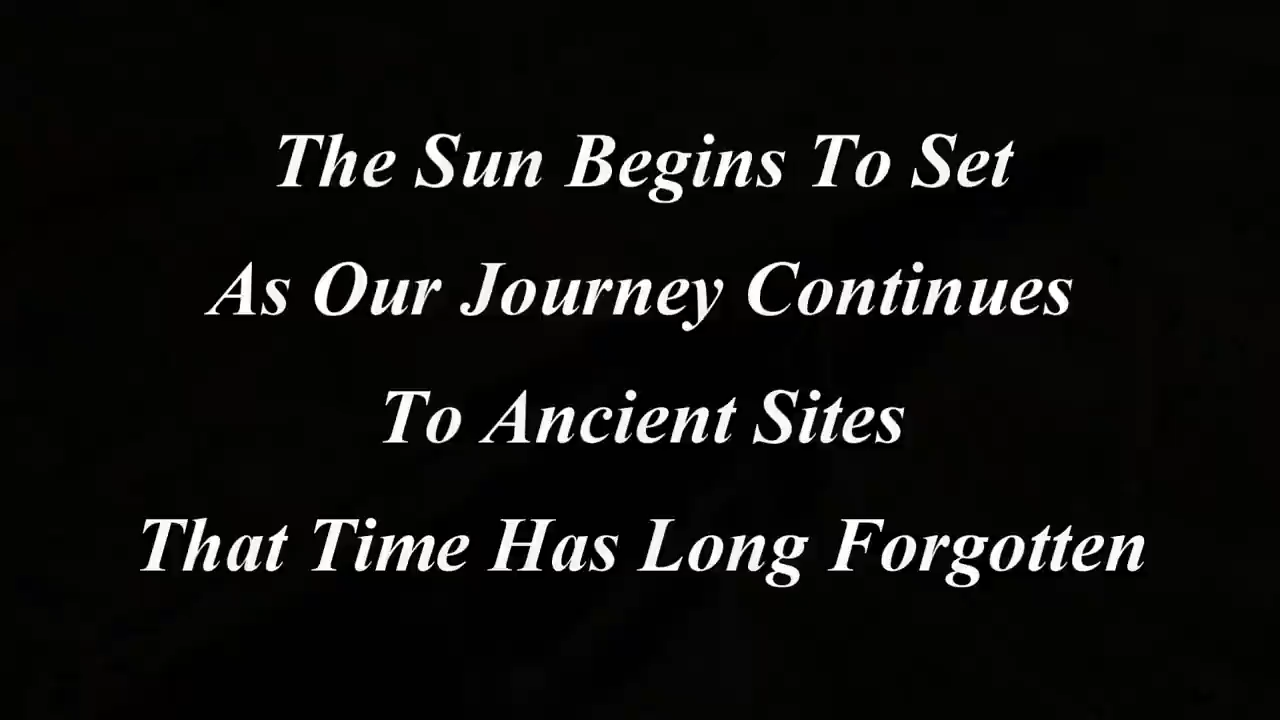 The Sun Begins To Set
As Our Journey Continues
To Ancient Sites
That Time Has Long Forgotten